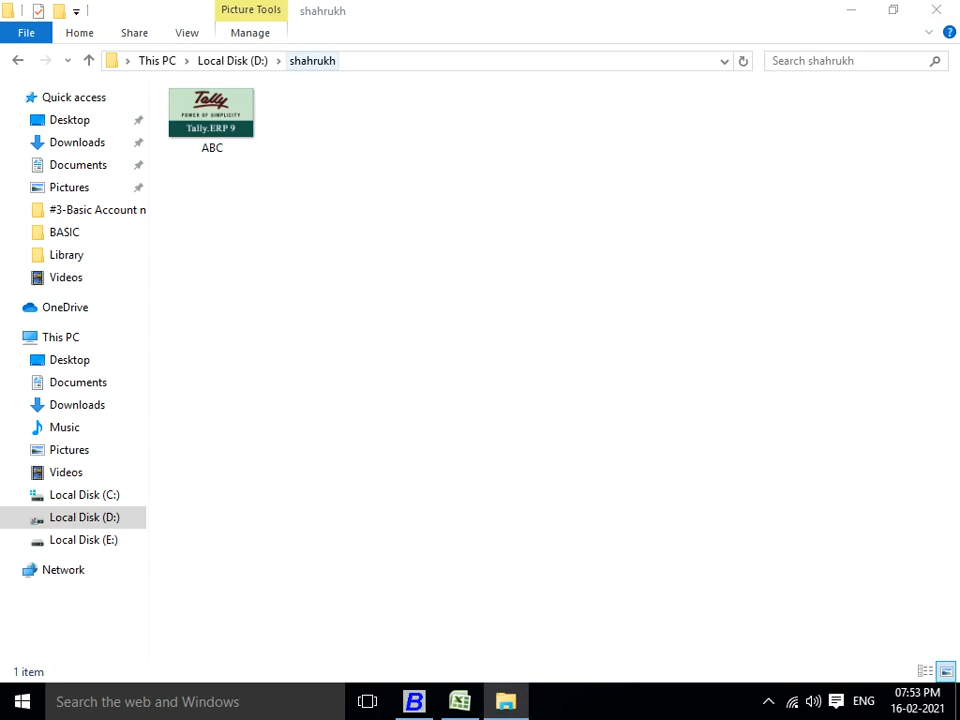 Picture Tools
shahrukh
File
Home
Share
View
Manage
This PC
Local Disk (D:)
shahrukh
Search shahrukh
Quick access
Desktop
Downloads
Documents
Pictures
#3-Basic Account n
BASIC
Library
Videos
OneDrive
This PC
Desktop
Documents
Downloads
Music
Pictures
Videos
Local Disk (C:)
Local Disk (D:)
Local Disk (E:)
Network
Tally
POWER OF SIMPLICITY
Tally.ERP 9
ABC
1 item
Search the web and Windows
B
ENG
07:53 PM
16-02-2021